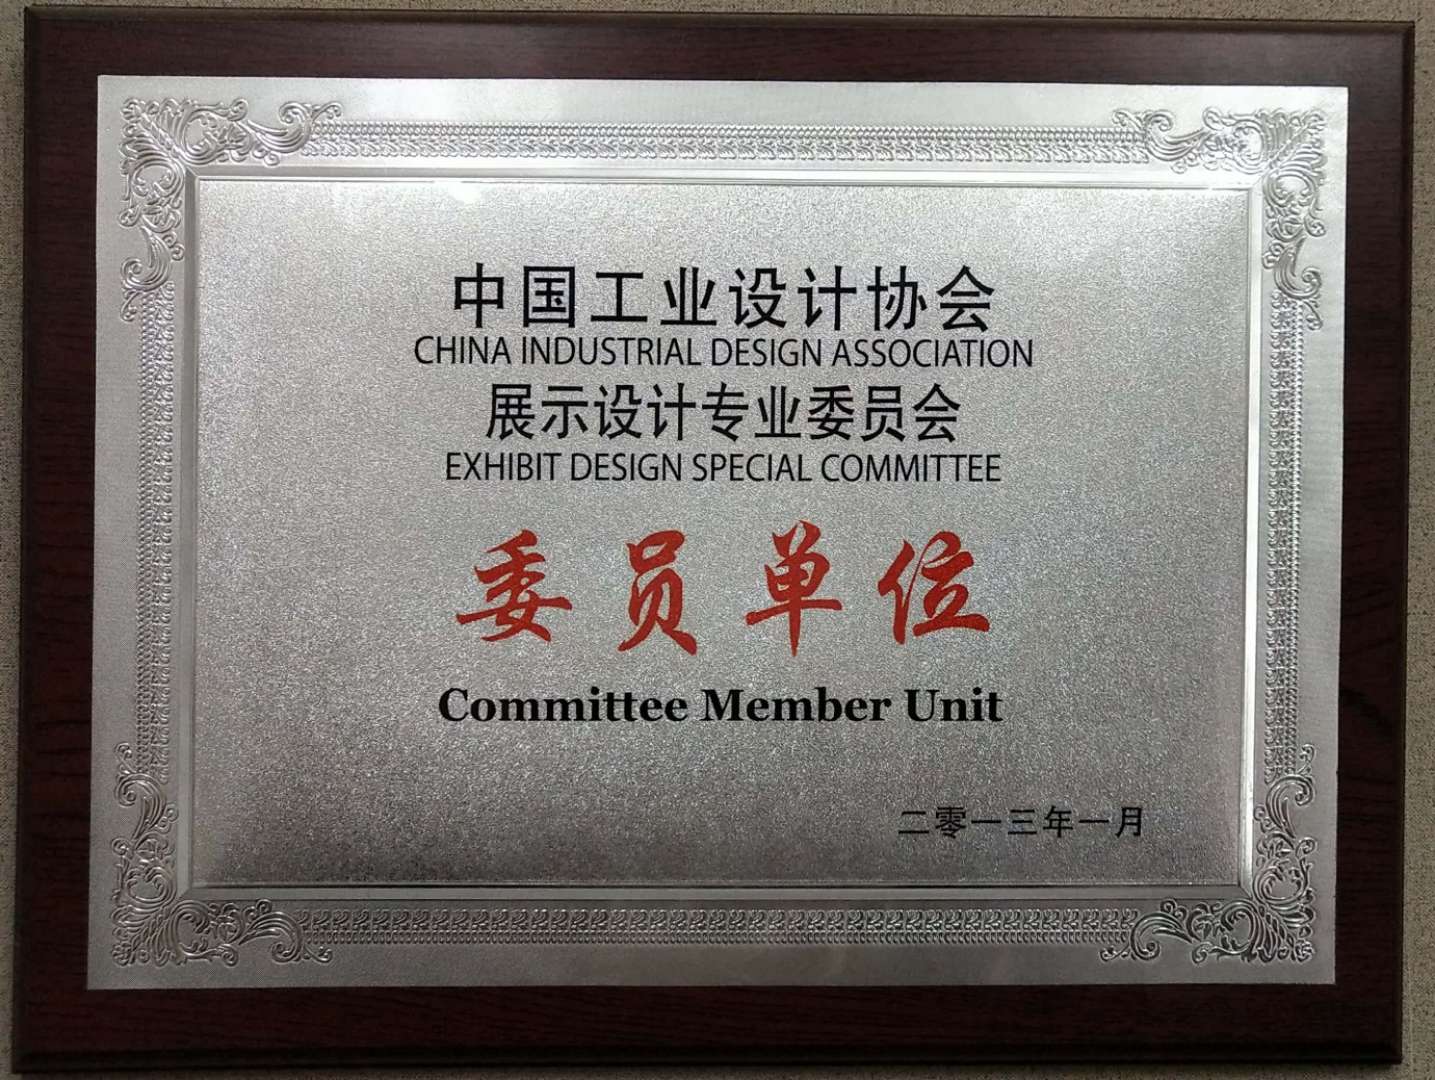 中国工业设计协会
CHINA INDUSTRIAL DESIGN ASSOCIATION
展示设计专业委员会
EXHIBIT DESIGN SPECIAL COMMITTEE
委员单位
Committee Member Unit
二零一三年一月